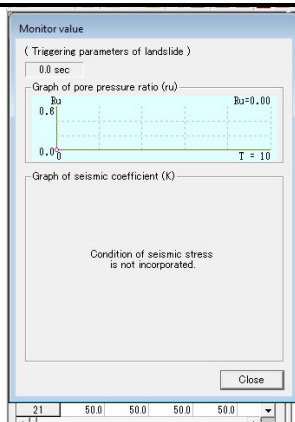 Monitor value
( Triggering parameters of landslide )
0.0 sec
Graph of pore pressure ratio (ru)
Ru
Ru=0.00
0.6
0.0
0
T = 10
Graph of seismic coefficient (K)
Condition of seismic stress
is not incorporated.
Close
21 50.0 50.0 50.0 50.0